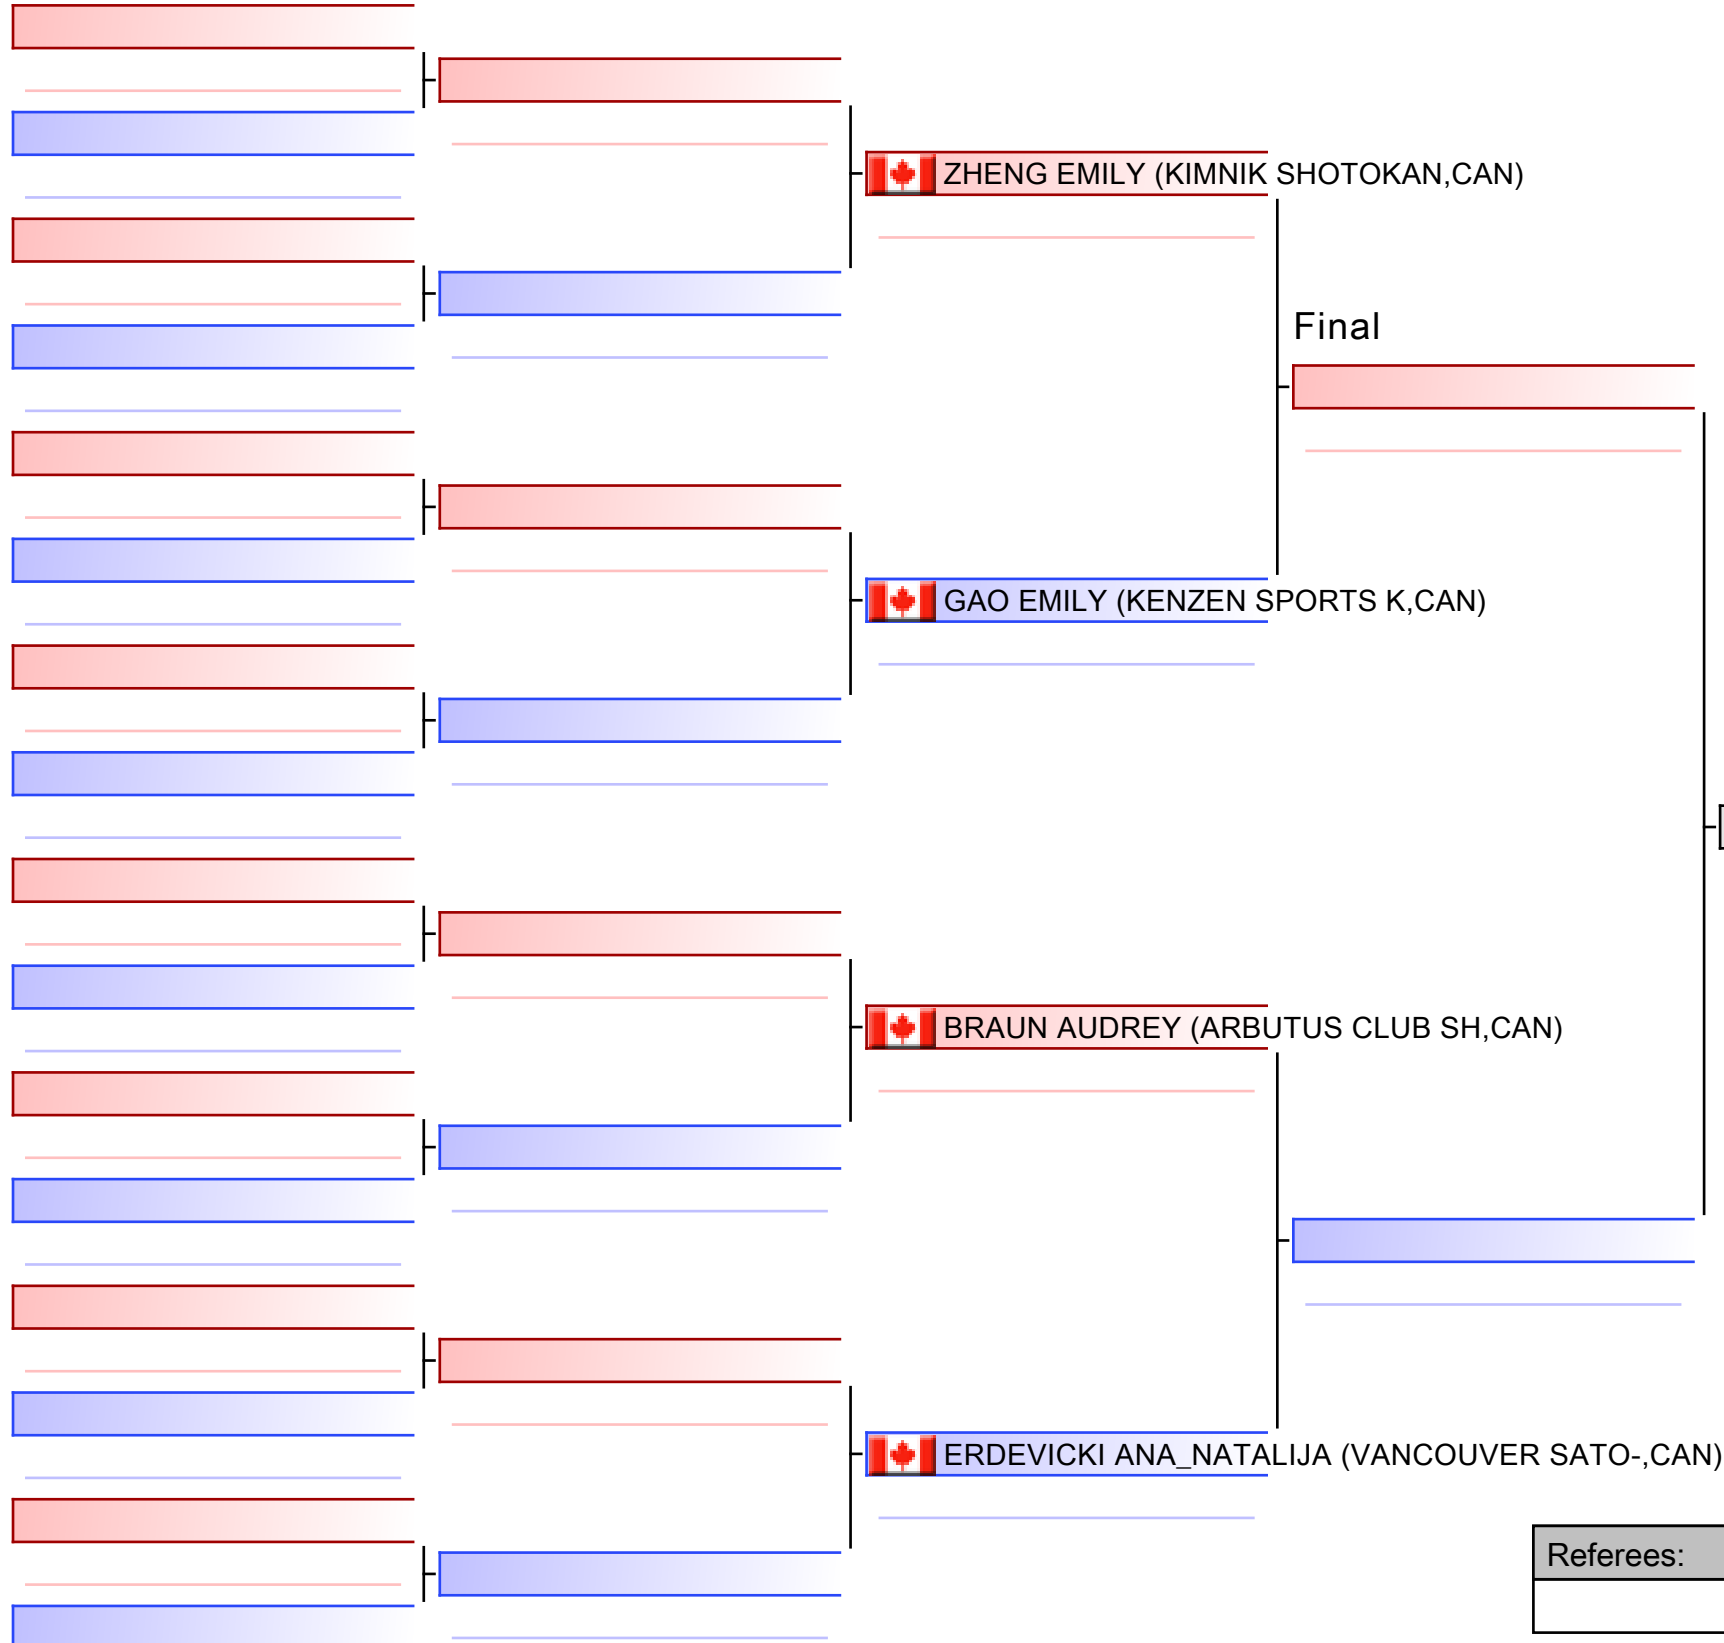 ZHENG EMILY (KIMNIK SHOTOKAN,CAN)
Final
GAO EMILY (KENZEN SPORTS K,CAN)
BRAUN AUDREY (ARBUTUS CLUB SH,CAN)
ERDEVICKI ANA_NATALIJA (VANCOUVER SATO-,CAN)
Referees: